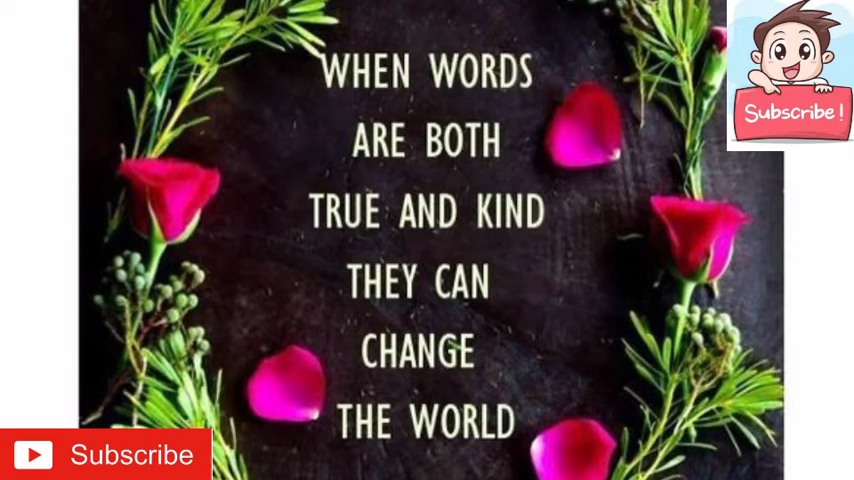 WHEN WORDS
ARE BOTH
TRUE AND KIND
THEY CAN
CHANGE
THE WORLD
Subscribe!
Subscribe